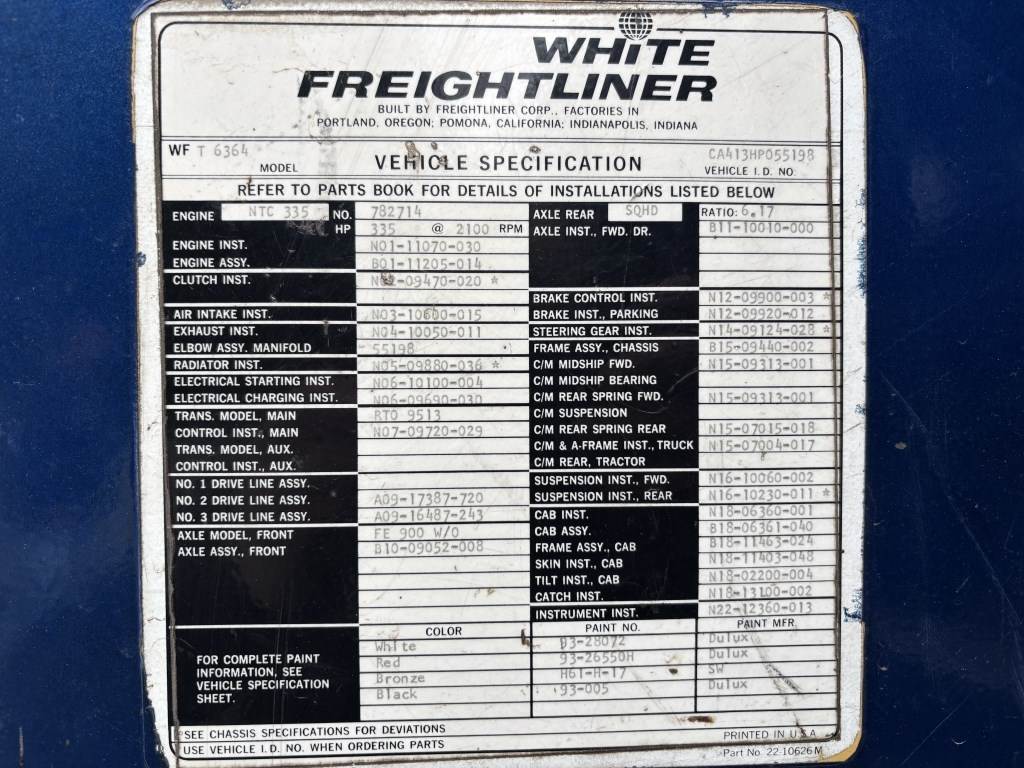 WHITE
FREIGHTLINER
BUILT BY FREIGHTLINER CORP., FACTORIES IN
PORTLAND, OREGON; POMONA, CALIFORNIA; INDIANAPOLIS, INDIANA
WF T 6364 MODEL VEHICLE SPECIFICATION CA413HP055198 VEHICLE I.D. NO.
REFER TO PARTS BOOK FOR DETAILS OF INSTALLATIONS LISTED BELOW
ENGINE NTC 335 NO. 782714
HP 335 @ 2100 RPM
ENGINE INST. N01-11070-030
ENGINE ASSY. B01-11205-014
CLUTCH INST. N02-09470-020 *
AIR INTAKE INST. N03-10600-015
EXHAUST INST. N04-10050-011
ELBOW ASSY. MANIFOLD 55198
RADIATOR INST. N05-09880-036 *
ELECTRICAL STARTING INST. N06-10100-004
ELECTRICAL CHARGING INST. N06-09690-030
TRANS. MODEL, MAIN RTO 9513
CONTROL INST., MAIN N07-09720-029
TRANS. MODEL, AUX.
CONTROL INST., AUX.
NO. 1 DRIVE LINE ASSY.
NO. 2 DRIVE LINE ASSY. A09-17387-720
NO. 3 DRIVE LINE ASSY. A09-16487-243
AXLE MODEL, FRONT FE 900 W/O
AXLE ASSY., FRONT B10-09052-008
AXLE REAR SQHD RATIO: 6.17
AXLE INST., FWD. DR. B11-10010-000
BRAKE CONTROL INST. N12-09900-003 *
BRAKE INST., PARKING N12-09920-012
STEERING GEAR INST. N14-09124-028 *
FRAME ASSY., CHASSIS B15-09440-002
C/M MIDSHIP FWD. N15-09313-001
C/M MIDSHIP BEARING
C/M REAR SPRING FWD. N15-09313-001
C/M SUSPENSION
C/M REAR SPRING REAR N15-07015-018
C/M & A-FRAME INST., TRUCK N15-07004-017
C/M REAR, TRACTOR
SUSPENSION INST., FWD. N16-10060-002
SUSPENSION INST., REAR N16-10230-011 *
CAB INST. N18-06360-001
CAB ASSY. B18-06361-040
FRAME ASSY., CAB B18-11463-024
SKIN INST., CAB N18-11403-048
TILT INST., CAB N18-02200-004
CATCH INST. N18-13100-002
INSTRUMENT INST. N22-12360-013
FOR COMPLETE PAINT
INFORMATION, SEE
VEHICLE SPECIFICATION
SHEET.
COLOR PAINT NO. PAINT MFR.
White 93-28072 Dulux
Red 93-26550H Dulux
Bronze H61-H-17 SW
Black 93-005 Dulux
SEE CHASSIS SPECIFICATIONS FOR DEVIATIONS
USE VEHICLE I.D. NO. WHEN ORDERING PARTS
PRINTED IN U.S.A.
Part No. 22-10626M